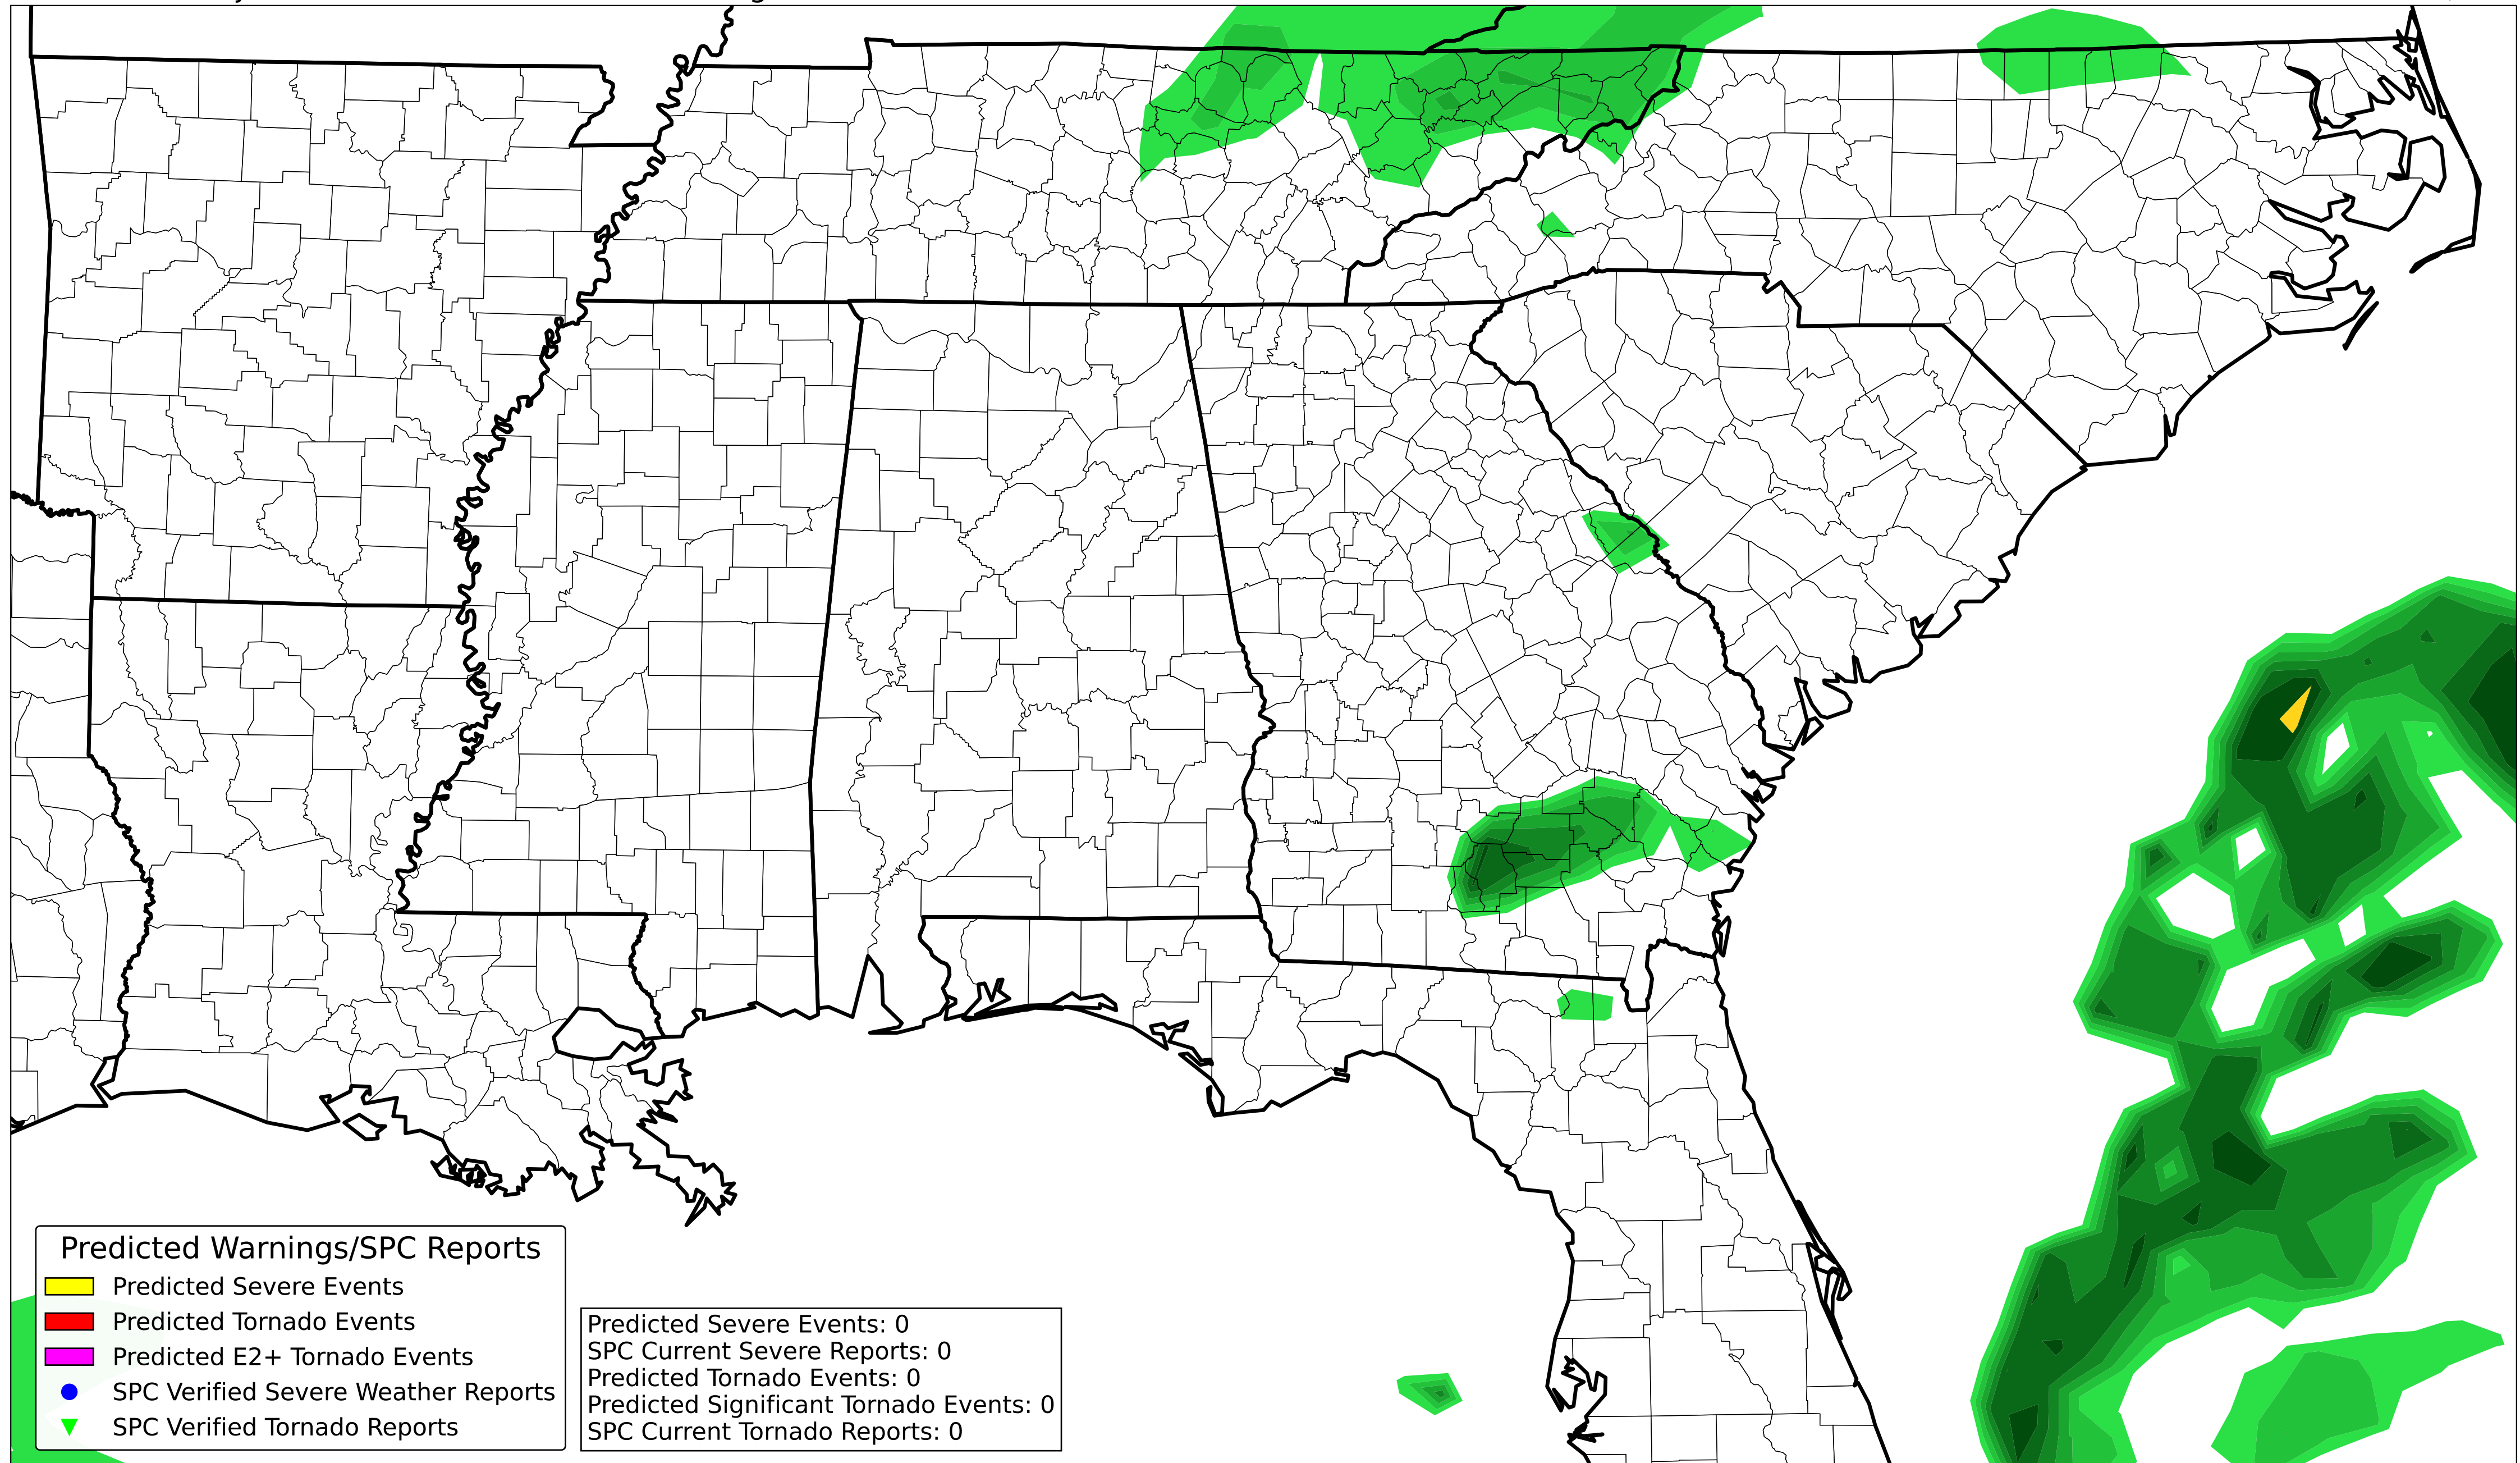 Predicted Warnings/SPC Reports
Predicted Severe Events
Predicted Tornado Events
Predicted E2+ Tornado Events
SPC Verified Severe Weather Reports
SPC Verified Tornado Reports
Predicted Severe Events: 0
SPC Current Severe Reports: 0
Predicted Tornado Events: 0
Predicted Significant Tornado Events: 0
SPC Current Tornado Reports: 0